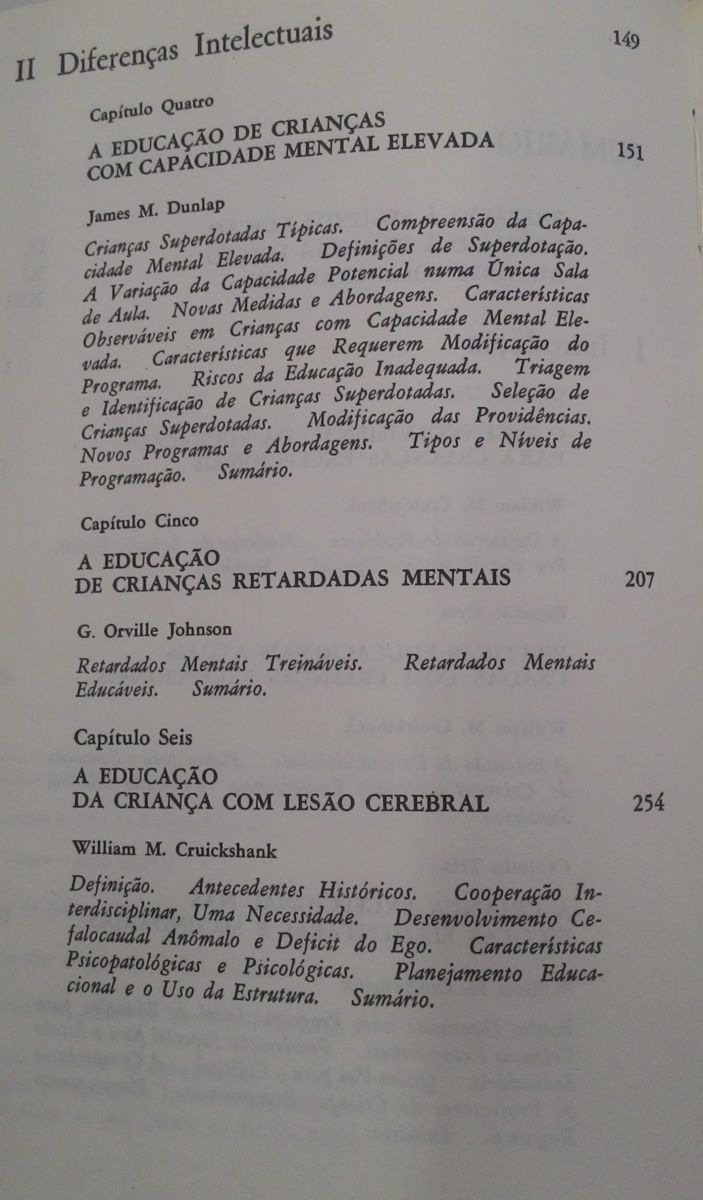 II Diferenças Intelectuais 149
Capítulo Quatro
A EDUCAÇÃO DE CRIANÇAS
COM CAPACIDADE MENTAL ELEVADA 151
James M. Dunlap
Crianças Superdotadas Típicas. Compreensão da Capa-
cidade Mental Elevada. Definições de Superdotação.
A Variação da Capacidade Potencial numa Única Sala
de Aula. Novas Medidas e Abordagens. Características
Observáveis em Crianças com Capacidade Mental Ele-
vada. Características que Requerem Modificação do
Programa. Riscos da Educação Inadequada. Triagem
e Identificação de Crianças Superdotadas. Seleção de
Crianças Superdotadas. Modificação das Providências.
Novos Programas e Abordagens. Tipos e Níveis de
Programação. Sumário.
Capítulo Cinco
A EDUCAÇÃO
DE CRIANÇAS RETARDADAS MENTAIS 207
G. Orville Johnson
Retardados Mentais Treináveis. Retardados Mentais
Educáveis. Sumário.
Capítulo Seis
A EDUCAÇÃO
DA CRIANÇA COM LESÃO CEREBRAL 254
William M. Cruickshank
Definição. Antecedentes Históricos. Cooperação In-
terdisciplinar, Uma Necessidade. Desenvolvimento Ce-
falocaudal Anômalo e Deficit do Ego. Características
Psicopatológicas e Psicológicas. Planejamento Educa-
cional e o Uso da Estrutura. Sumário.